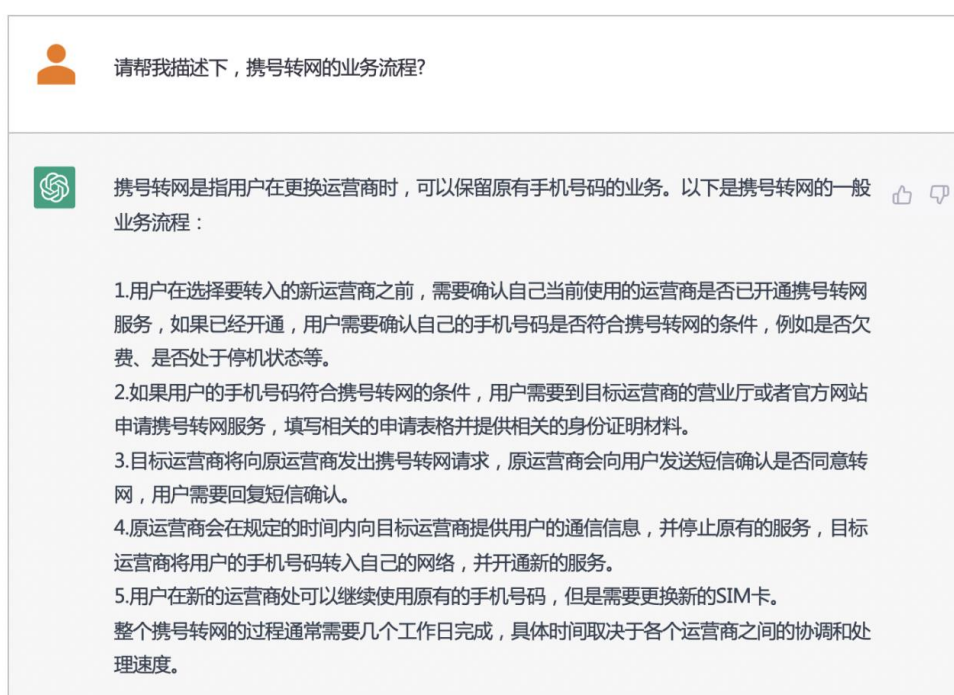 请帮我描述下，携号转网的业务流程?
携号转网是指用户在更换运营商时，可以保留原有手机号码的业务。以下是携号转网的一般
业务流程：
1.用户在选择要转入的新运营商之前，需要确认自己当前使用的运营商是否已开通携号转网
服务，如果已经开通，用户需要确认自己的手机号码是否符合携号转网的条件，例如是否欠
费、是否处于停机状态等。
2.如果用户的手机号码符合携号转网的条件，用户需要到目标运营商的营业厅或者官方网站
申请携号转网服务，填写相关的申请表格并提供相关的身份证明材料。
3.目标运营商将向原运营商发出携号转网请求，原运营商会向用户发送短信确认是否同意转
网，用户需要回复短信确认。
4.原运营商会在规定的时间内向目标运营商提供用户的通信信息，并停止原有的服务，目标
运营商将用户的手机号码转入自己的网络，并开通新的服务。
5.用户在新的运营商处可以继续使用原有的手机号码，但是需要更换新的SIM卡。
整个携号转网的过程通常需要几个工作日完成，具体时间取决于各个运营商之间的协调和处
理速度。